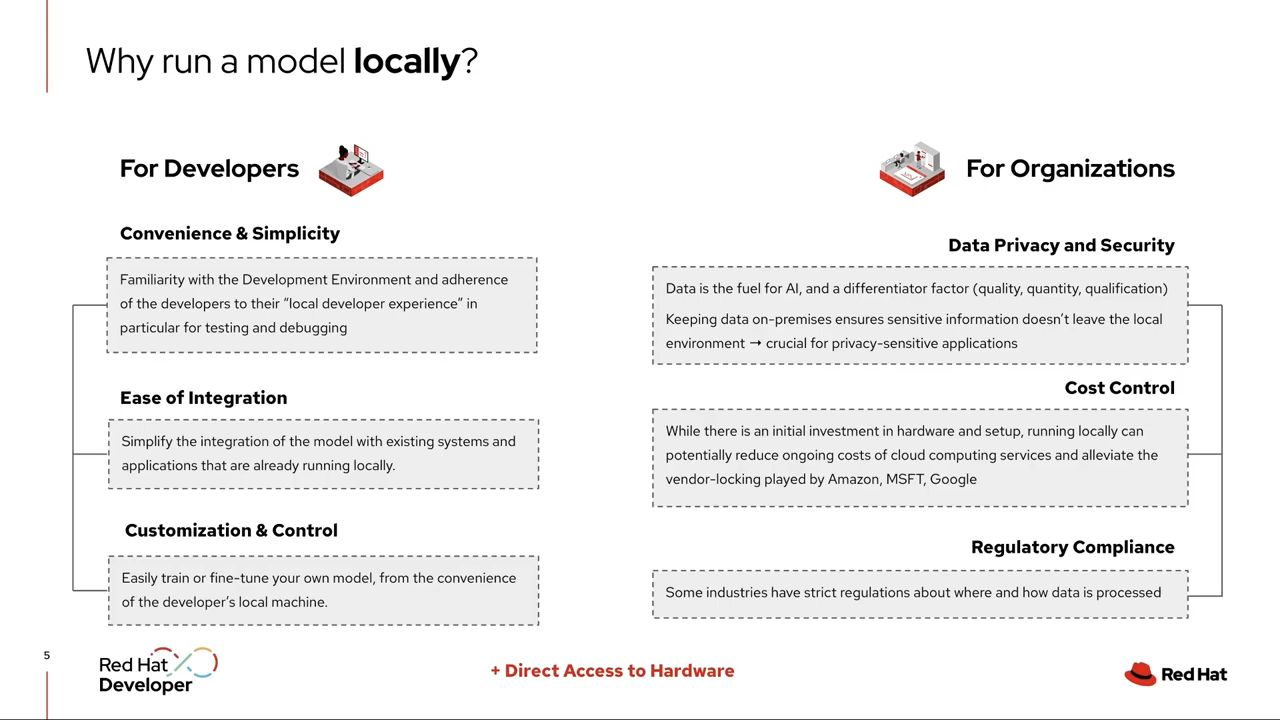 Why run a model locally?
For Developers
Convenience & Simplicity
Familiarity with the Development Environment and adherence
of the developers to their “local developer experience” in
particular for testing and debugging
Ease of Integration
Simplify the integration of the model with existing systems and
applications that are already running locally.
Customization & Control
Easily train or fine-tune your own model, from the convenience
of the developer’s local machine.
For Organizations
Data Privacy and Security
Data is the fuel for AI, and a differentiator factor (quality, quantity, qualification)
Keeping data on-premises ensures sensitive information doesn’t leave the local
environment → crucial for privacy-sensitive applications
Cost Control
While there is an initial investment in hardware and setup, running locally can
potentially reduce ongoing costs of cloud computing services and alleviate the
vendor-locking played by Amazon, MSFT, Google
Regulatory Compliance
Some industries have strict regulations about where and how data is processed
5
Red Hat
Developer
+ Direct Access to Hardware
Red Hat